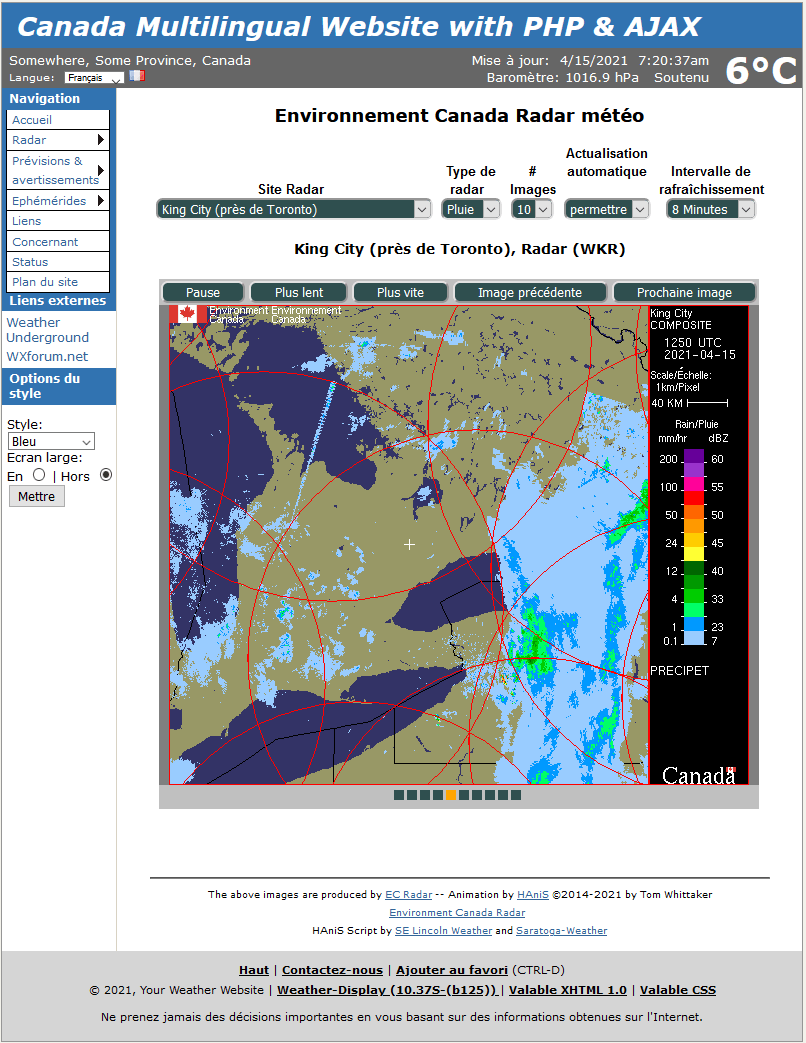 Canada Multilingual Website with PHP & AJAX
Somewhere, Some Province, Canada
Mise à jour: 4/15/2021 7:20:37am
Langue: Français
Baromètre: 1016.9 hPa Soutenu
6°C
Navigation
Accueil
Radar
Prévisions &
avertissements
Ephémérides
Liens
Concernant
Status
Plan du site
Liens externes
Weather
Underground
WXforum.net
Options du
style
Style:
Bleu
Ecran large:
En | Hors
Mettre
Environnement Canada Radar météo
Site Radar
Type de
radar
#
Images
Actualisation
automatique
Intervalle de
rafraîchissement
King City (près de Toronto) Pluie 10 permettre 8 Minutes
King City (près de Toronto), Radar (WKR)
Pause Plus lent Plus vite Image précédente Prochaine image
Environment Environnement
Canada Canada
King City
COMPOSITE
1250 UTC
2021-04-15
Scale/Échelle:
1km/Pixel
40 KM
Rain/Pluie
mm/hr dBZ
200 60
100 55
50 50
24 45
12 40
4 33
1 23
0.1 7
PRECIPET
Canada
The above images are produced by EC Radar -- Animation by HAniS ©2014-2021 by Tom Whittaker
Environment Canada Radar
HAniS Script by SE Lincoln Weather and Saratoga-Weather
Haut | Contactez-nous | Ajouter au favori (CTRL-D)
© 2021, Your Weather Website | Weather-Display (10.37S-(b125)) | Valable XHTML 1.0 | Valable CSS
Ne prenez jamais des décisions importantes en vous basant sur des informations obtenues sur l'Internet.